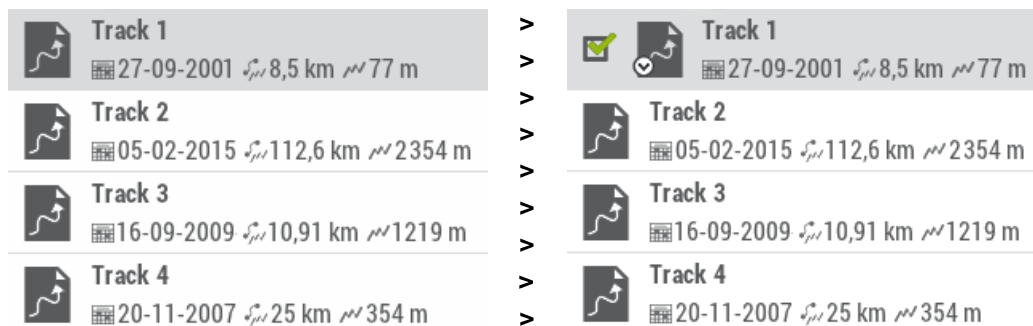 Track 1
27-09-2001 8,5 km 77 m
Track 2
05-02-2015 112,6 km 2354 m
Track 3
16-09-2009 10,91 km 1219 m
Track 4
20-11-2007 25 km 354 m
>
>
>
>
>
>
>
>
>
Track 1
27-09-2001 8,5 km 77 m
Track 2
05-02-2015 112,6 km 2354 m
Track 3
16-09-2009 10,91 km 1219 m
Track 4
20-11-2007 25 km 354 m